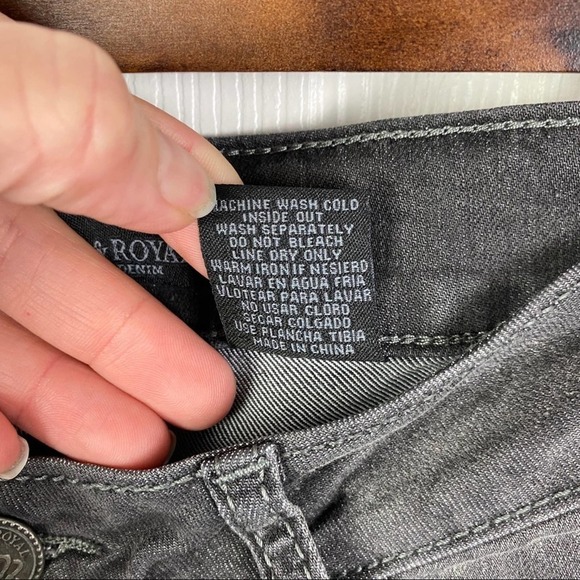 & ROYA
DENIM
MACHINE WASH COLD
INSIDE OUT
WASH SEPARATELY
DO NOT BLEACH
LINE DRY ONLY
WARM IRON IF NESIERD
LAVAR EN AGUA FRIA
VLOTEAR PARA LAVAR
NO USAR CLORO
SECAR COLGADO
USE PLANCHA TIBIA
MADE IN CHINA
ROYAL